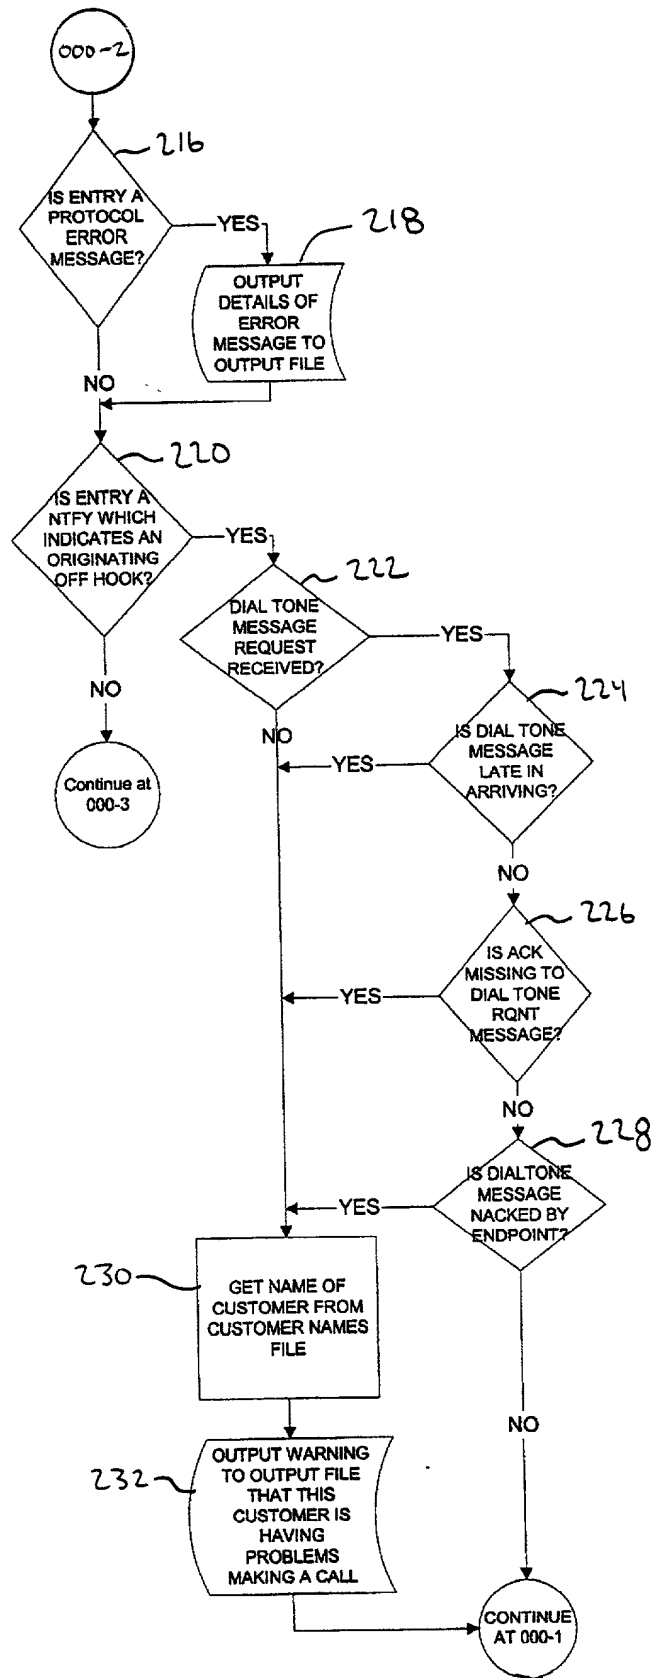 000-2
216
IS ENTRY A
PROTOCOL
ERROR
MESSAGE?
YES
218
OUTPUT
DETAILS OF
ERROR
MESSAGE TO
OUTPUT FILE
NO
220
IS ENTRY A
NTFY WHICH
INDICATES AN
ORIGINATING
OFF HOOK?
YES
222
DIAL TONE
MESSAGE
REQUEST
RECEIVED?
YES
NO
Continue at
000-3
NO
224
IS DIAL TONE
MESSAGE
LATE IN
ARRIVING?
YES
NO
226
IS ACK
MISSING TO
DIAL TONE
RQNT
MESSAGE?
YES
NO
228
IS DIALTONE
MESSAGE
NACKED BY
ENDPOINT?
YES
230
GET NAME OF
CUSTOMER FROM
CUSTOMER NAMES
FILE
NO
232
OUTPUT WARNING
TO OUTPUT FILE
THAT THIS
CUSTOMER IS
HAVING
PROBLEMS
MAKING A CALL
CONTINUE
AT 000-1